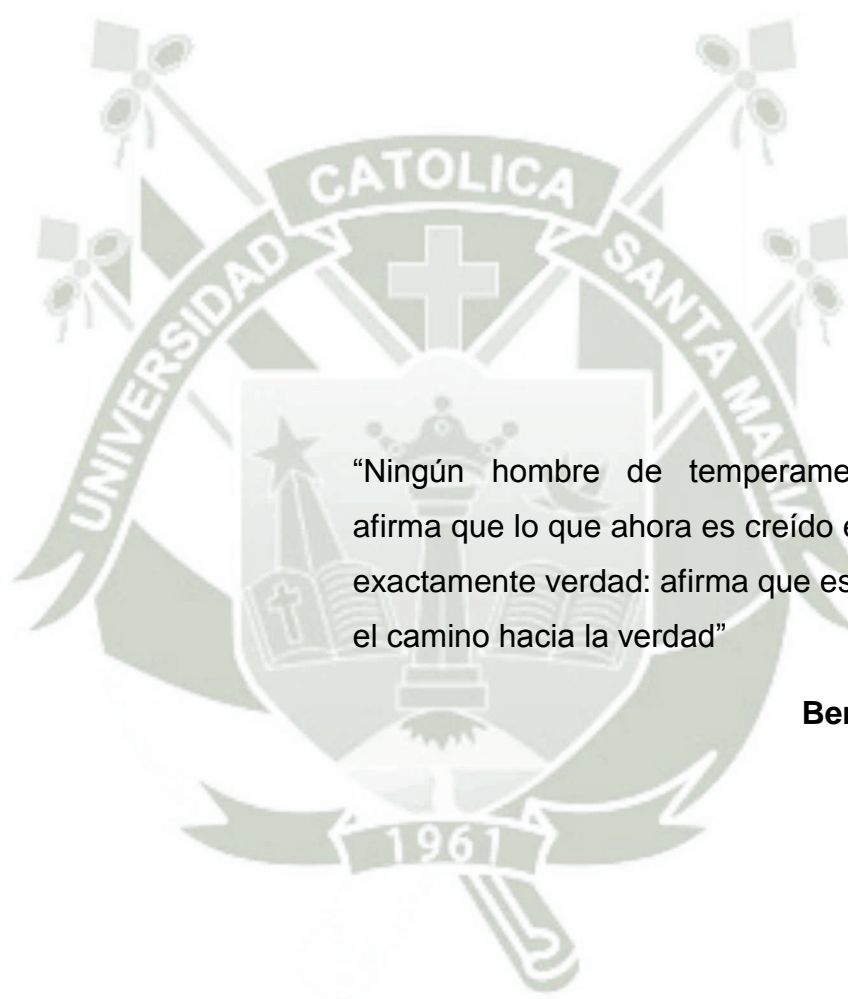 CATOLICA
UNIVERSIDAD
SANTA MARIA
“Ningún hombre de temperame
afirma que lo que ahora es creído e
exactamente verdad: afirma que es
el camino hacia la verdad”
Ber
1961